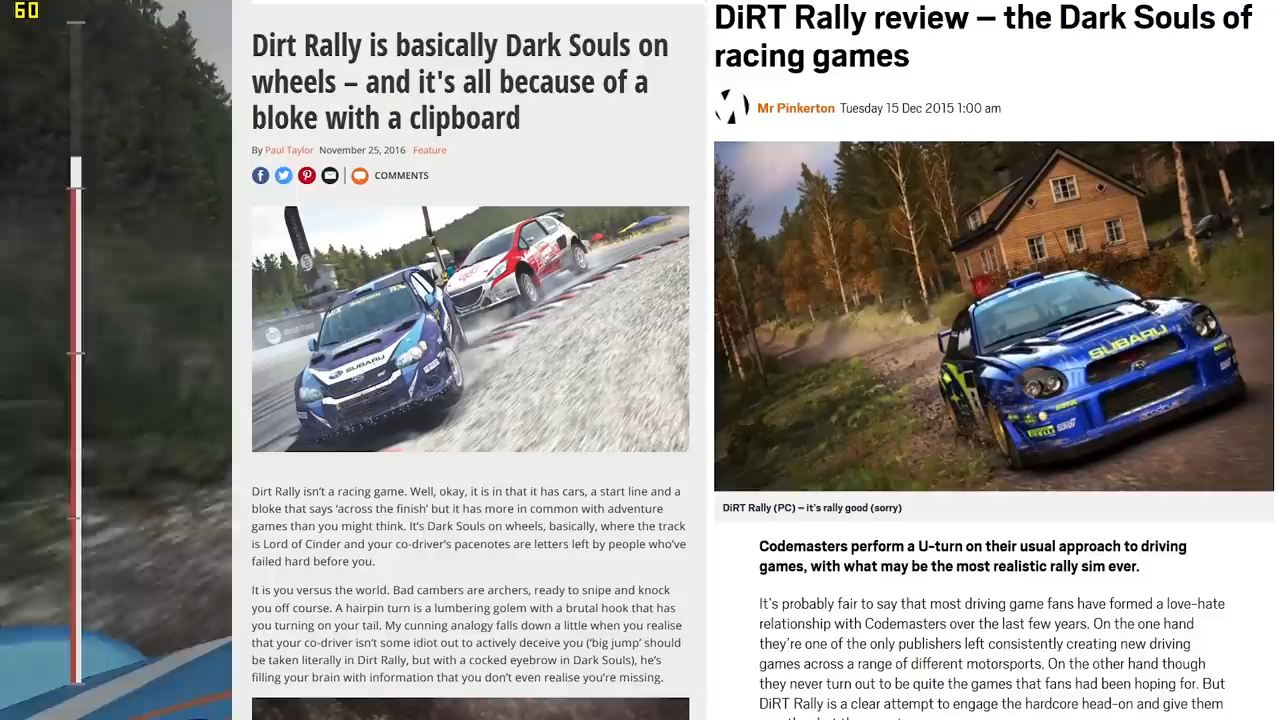 60
Dirt Rally is basically Dark Souls on
wheels – and it's all because of a
bloke with a clipboard
By Paul Taylor November 25, 2016 Feature
COMMENTS
SUBARU
Dirt Rally isn't a racing game. Well, okay, it is in that it has cars, a start line and a
bloke that says 'across the finish' but it has more in common with adventure
games than you might think. It's Dark Souls on wheels, basically, where the track
is Lord of Cinder and your co-driver's pacenotes are letters left by people who've
failed hard before you.
It is you versus the world. Bad cambers are archers, ready to snipe and knock
you off course. A hairpin turn is a lumbering golem with a brutal hook that has
you turning on your tail. My cunning analogy falls down a little when you realise
that your co-driver isn't some idiot out to actively deceive you ('big jump' should
be taken literally in Dirt Rally, but with a cocked eyebrow in Dark Souls), he's
filling your brain with information that you don't even realise you're missing.
DiRT Rally review – the Dark Souls of
racing games
Mr Pinkerton Tuesday 15 Dec 2015 1:00 am
SUBARU
MOTUL
PIRELLI
DiRT Rally (PC) – it's rally good (sorry)
Codemasters perform a U-turn on their usual approach to driving
games, with what may be the most realistic rally sim ever.
It's probably fair to say that most driving game fans have formed a love-hate
relationship with Codemasters over the last few years. On the one hand
they're one of the only publishers left consistently creating new driving
games across a range of different motorsports. On the other hand though
they never turn out to be quite the games that fans had been hoping for. But
DiRT Rally is a clear attempt to engage the hardcore head-on and give them